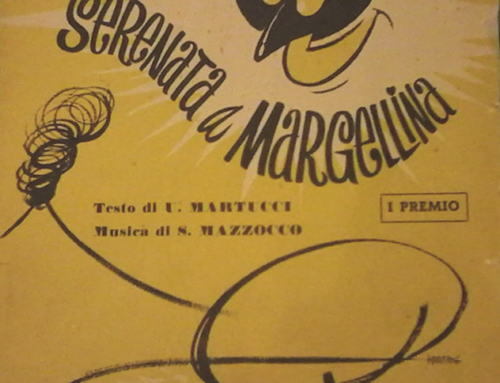 SERENATA a MARGELLINA
Testo di U. MARTUCCI
I PREMIO
Musica di S. MAZZOCCO